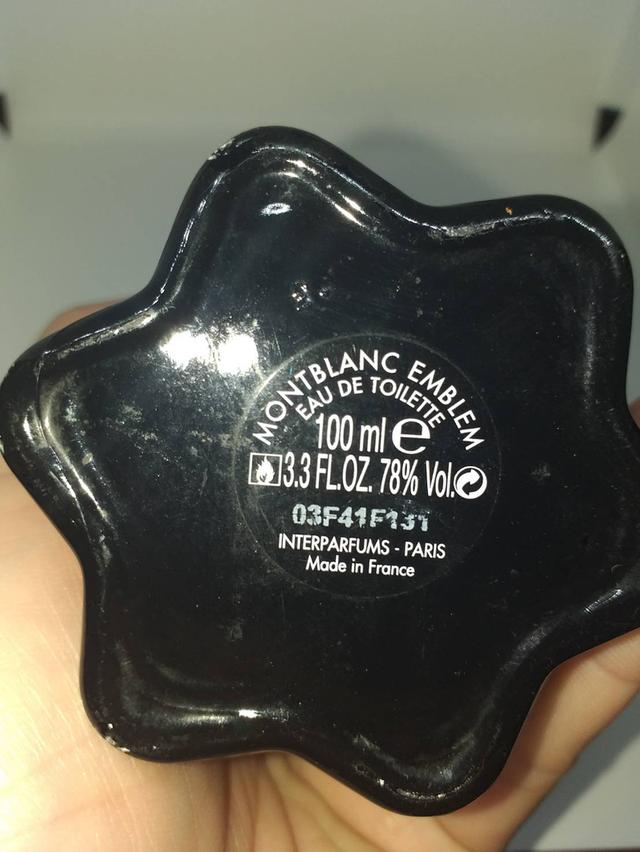 MONTBLANC EMBLEM
EAU DE TOILETTE
100 ml ℮
3.3 FL.OZ. 78% Vol.
03F41F131
INTERPARFUMS - PARIS
Made in France